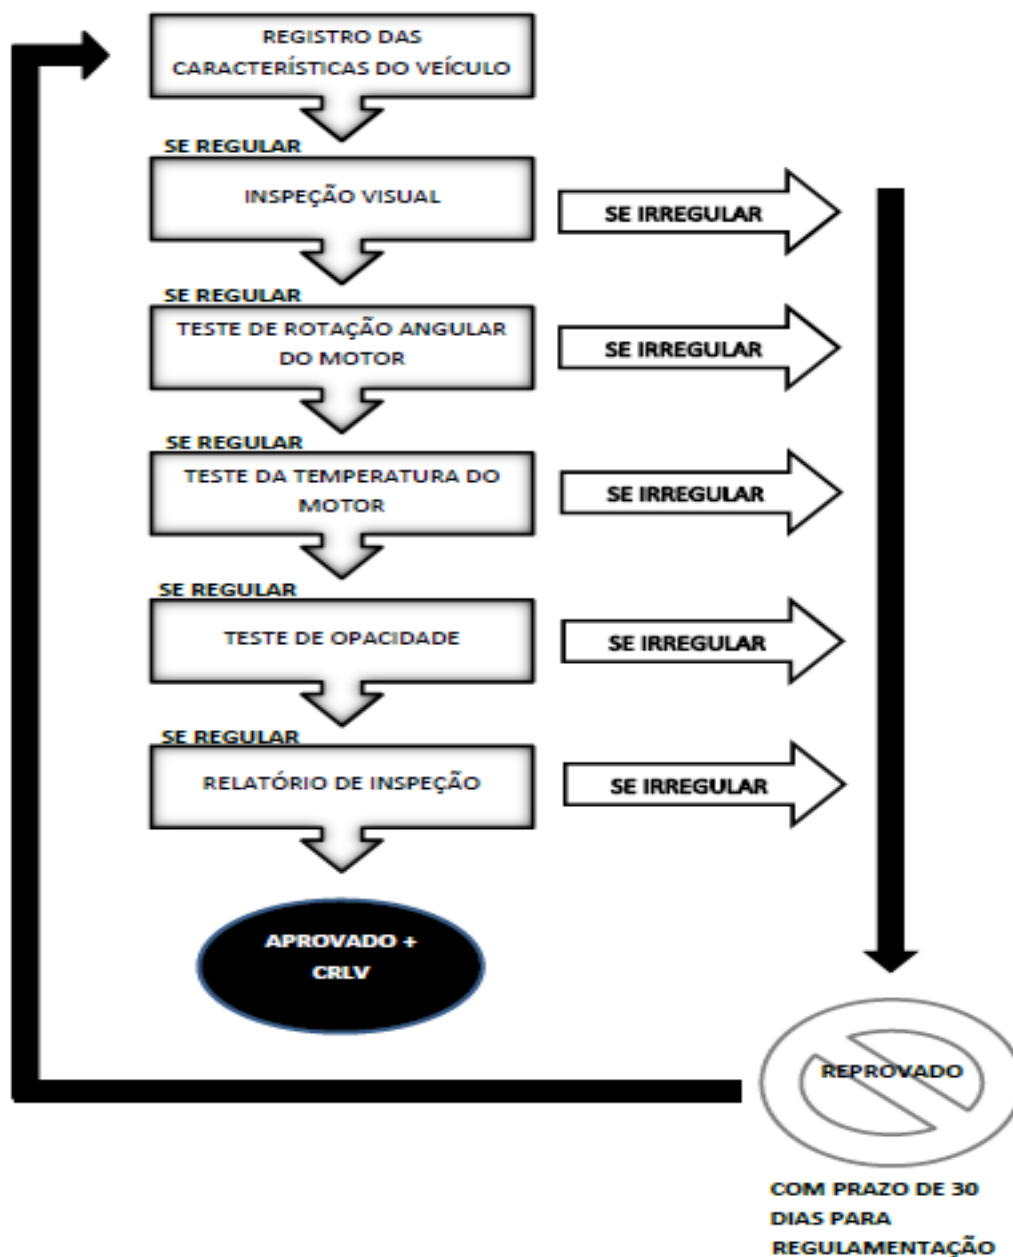 REGISTRO DAS
CARACTERÍSTICAS DO VEÍCULO
SE REGULAR
INSPEÇÃO VISUAL
SE IRREGULAR
SE REGULAR
TESTE DE ROTAÇÃO ANGULAR
DO MOTOR
SE IRREGULAR
SE REGULAR
TESTE DA TEMPERATURA DO
MOTOR
SE IRREGULAR
SE REGULAR
TESTE DE OPACIDADE
SE IRREGULAR
SE REGULAR
RELATÓRIO DE INSPEÇÃO
SE IRREGULAR
APROVADO +
CRLV
REPROVADO
COM PRAZO DE 30
DIAS PARA
REGULAMENTAÇÃO